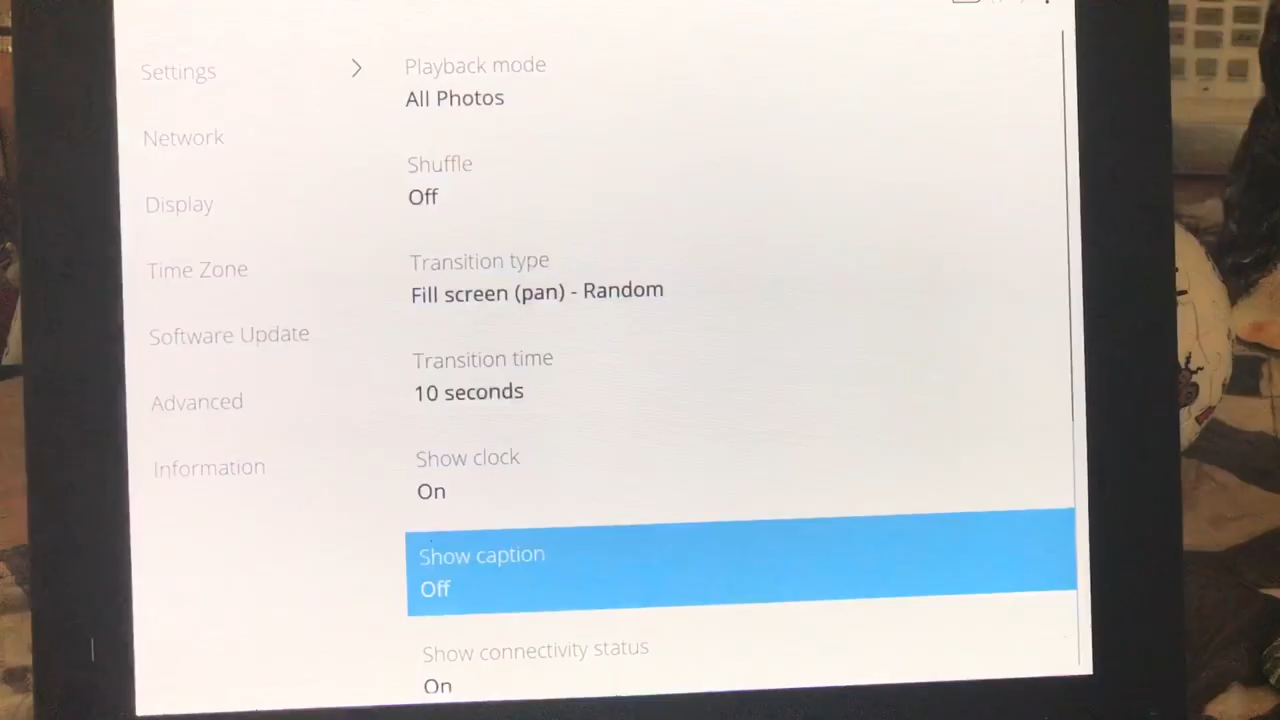 Settings
Network
Display
Time Zone
Software Update
Advanced
Information
Playback mode
All Photos
Shuffle
Off
Transition type
Fill screen (pan) - Random
Transition time
10 seconds
Show clock
On
Show caption
Off
Show connectivity status
On